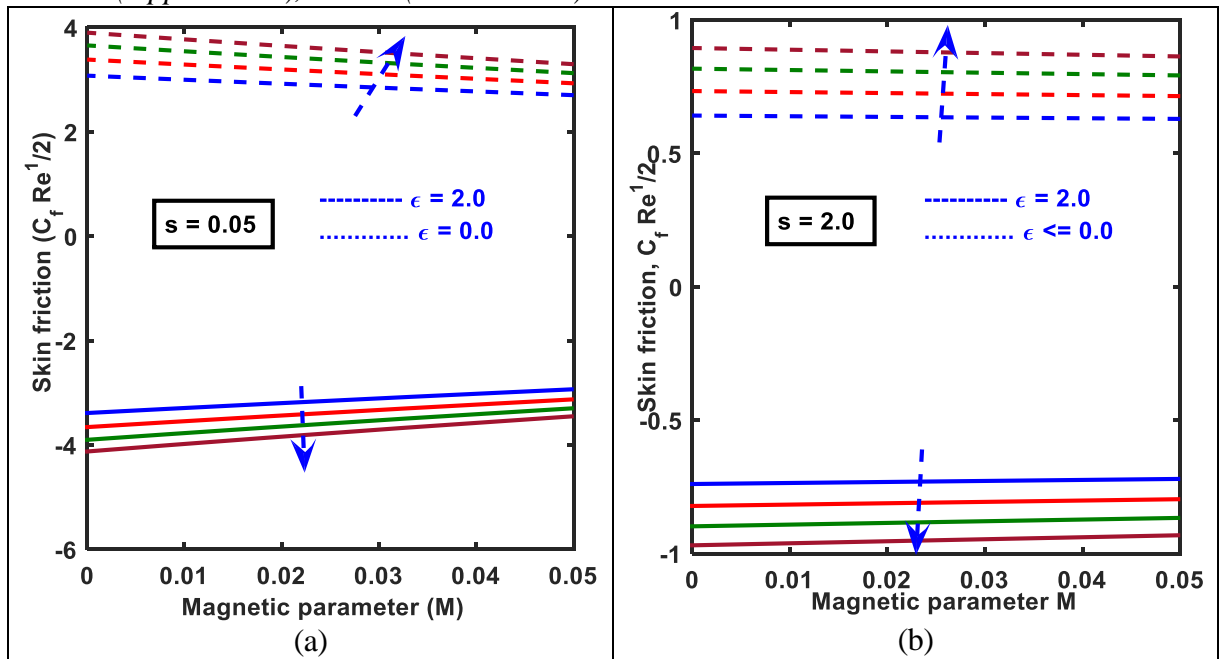 4
2
0
-2
-4
-6
Skin friction (C_f Re^1/2)
s = 0.05
ϵ = 2.0
ϵ = 0.0
0 0.01 0.02 0.03 0.04 0.05
Magnetic parameter (M)
(a)
1
0.5
0
-0.5
-1
Skin friction, C_f Re^1/2
s = 2.0
ϵ = 2.0
ϵ <= 0.0
0 0.01 0.02 0.03 0.04 0.05
Magnetic parameter M
(b)